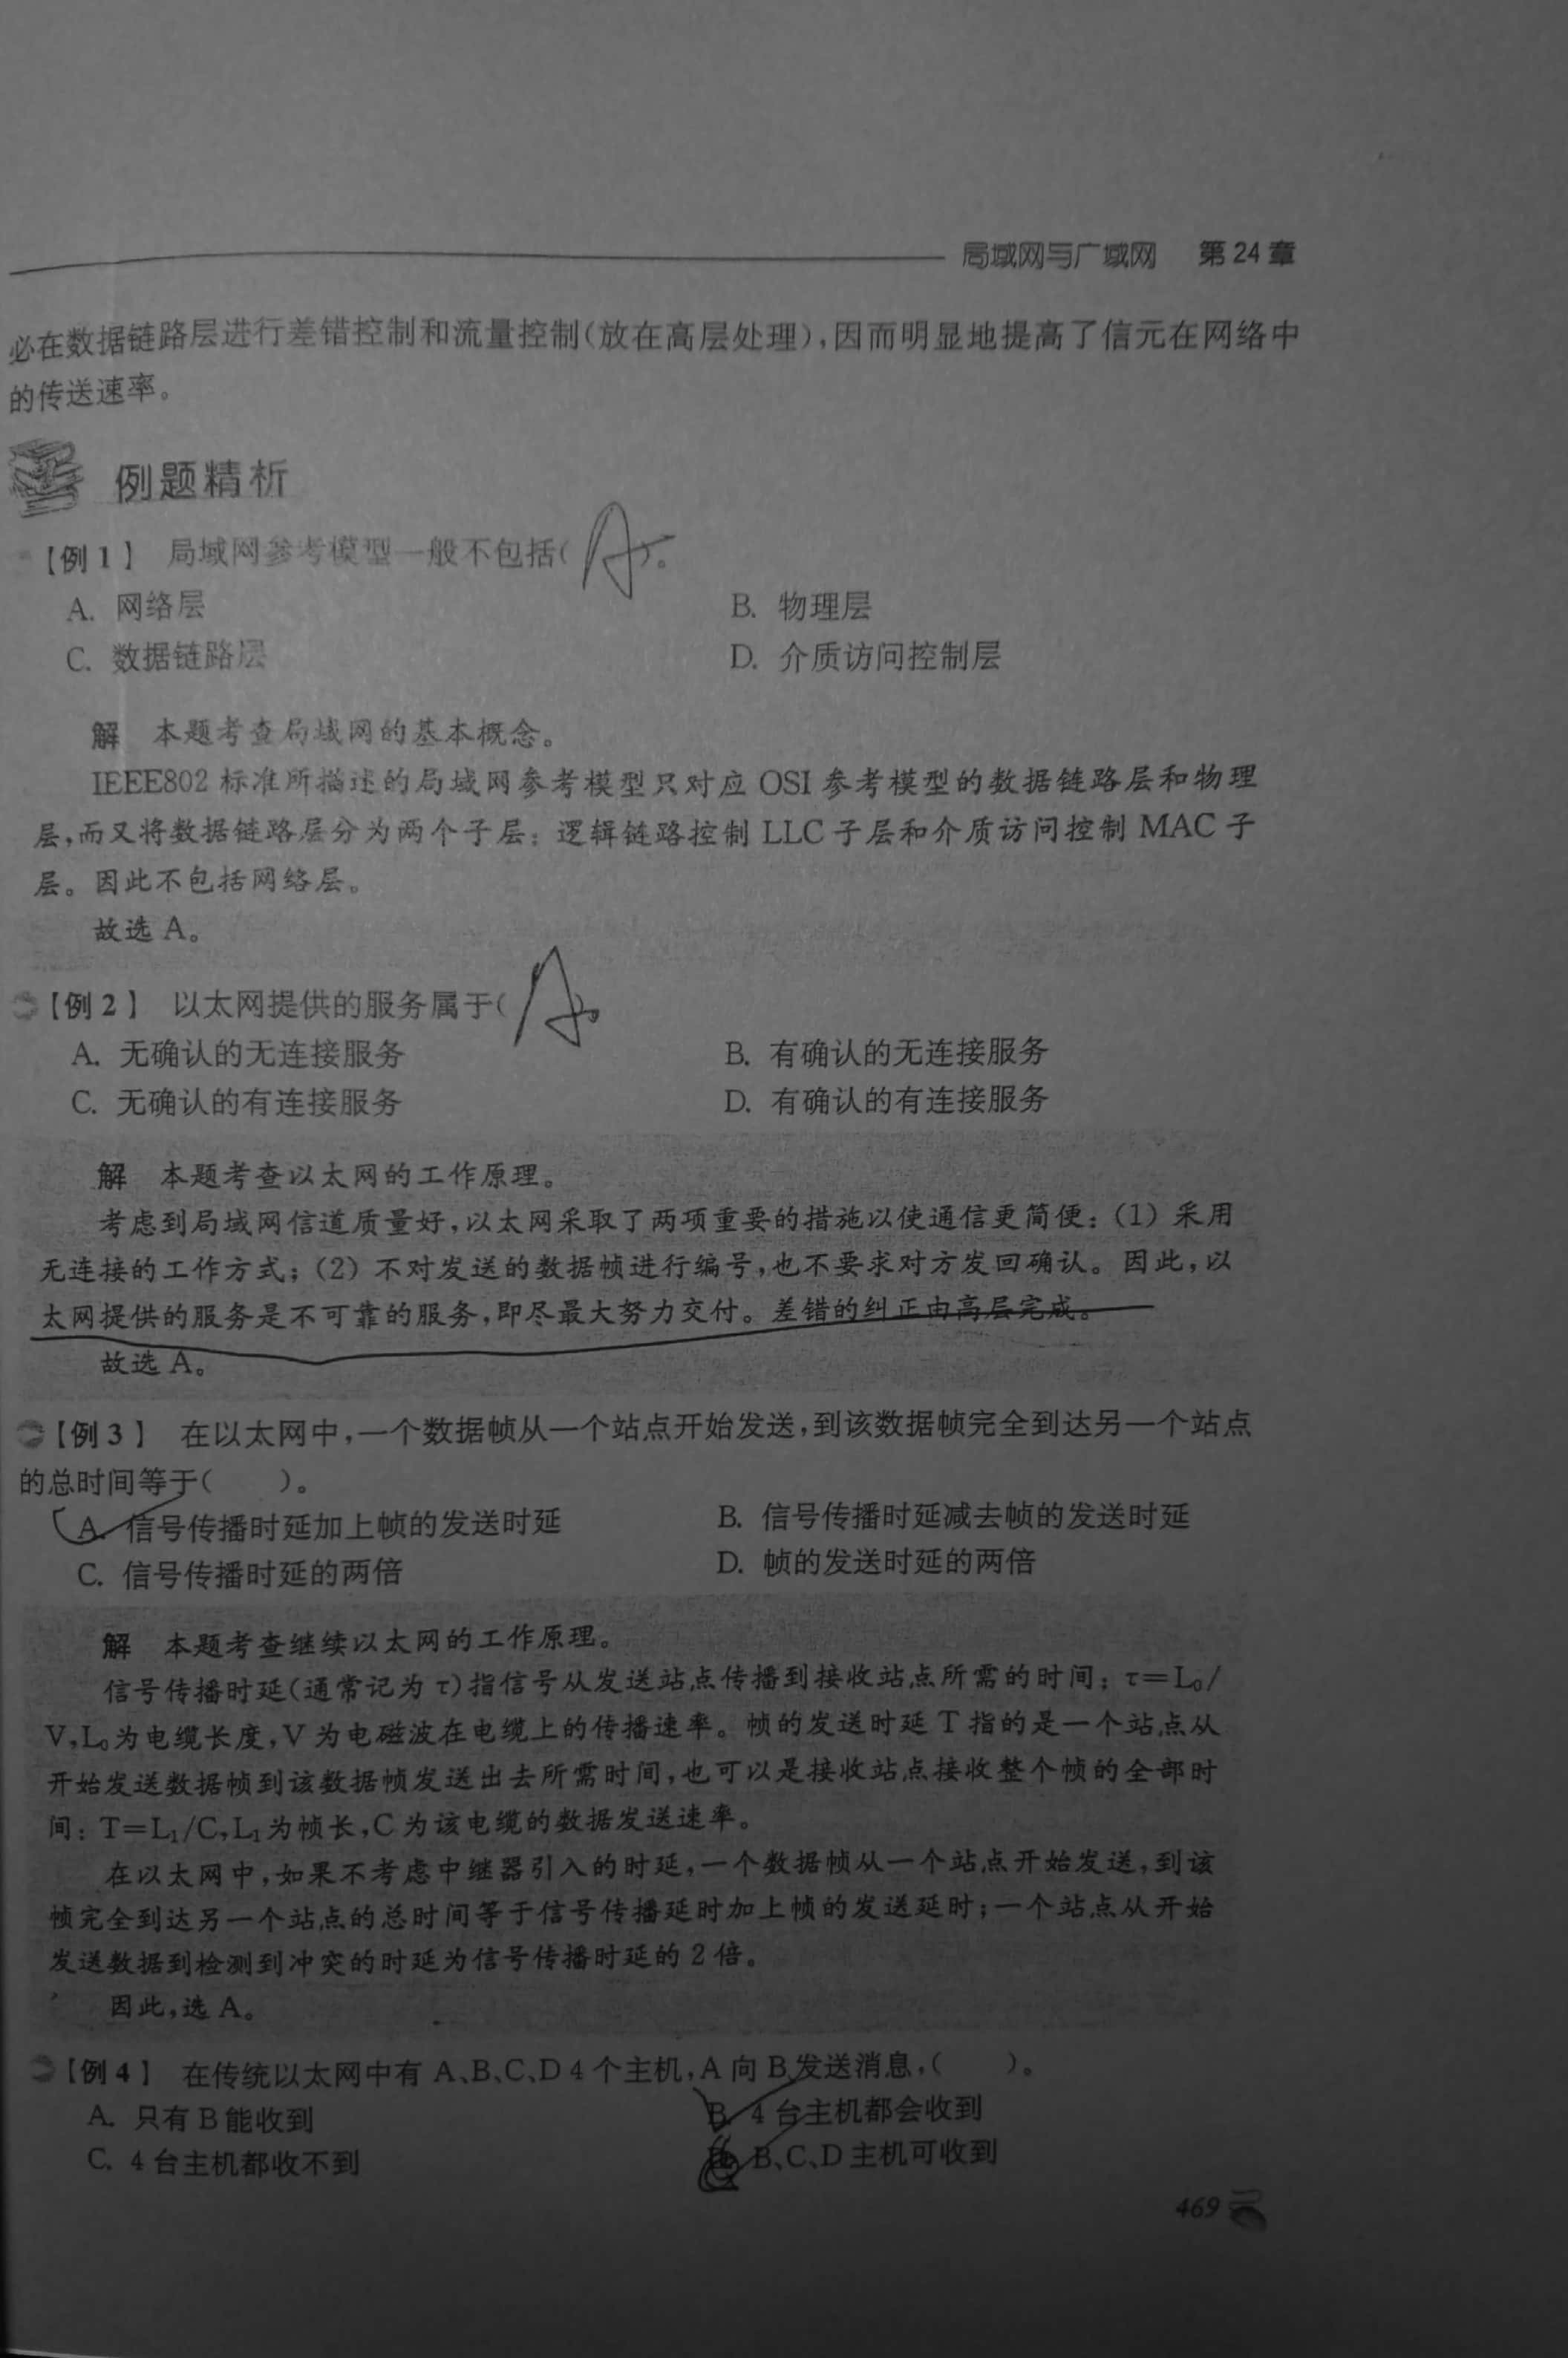 局域网与广域网 第24章
必在数据链路层进行差错控制和流量控制(放在高层处理),因而明显地提高了信元在网络中
的传送速率。
例题精析
【例1】 局域网参考模型一般不包括( A )。
A. 网络层 B. 物理层
C. 数据链路层 D. 介质访问控制层
解 本题考查局域网的基本概念。
IEEE802标准所描述的局域网参考模型只对应OSI参考模型的数据链路层和物理
层,而又将数据链路层分为两个子层:逻辑链路控制LLC子层和介质访问控制MAC子
层。因此不包括网络层。
故选A。
【例2】 以太网提供的服务属于( A )。
A. 无确认的无连接服务 B. 有确认的无连接服务
C. 无确认的有连接服务 D. 有确认的有连接服务
解 本题考查以太网的工作原理。
考虑到局域网信道质量好,以太网采取了两项重要的措施以使通信更简便:(1) 采用
无连接的工作方式;(2) 不对发送的数据帧进行编号,也不要求对方发回确认。因此,以
太网提供的服务是不可靠的服务,即尽最大努力交付。差错的纠正由高层完成。
故选A。
【例3】 在以太网中,一个数据帧从一个站点开始发送,到该数据帧完全到达另一个站点
的总时间等于( )。
A. 信号传播时延加上帧的发送时延 B. 信号传播时延减去帧的发送时延
C. 信号传播时延的两倍 D. 帧的发送时延的两倍
解 本题考查继续以太网的工作原理。
信号传播时延(通常记为τ)指信号从发送站点传播到接收站点所需的时间:τ=L₀/
V,L₀为电缆长度,V为电磁波在电缆上的传播速率。帧的发送时延T指的是一个站点从
开始发送数据帧到该数据帧发送出去所需时间,也可以是接收站点接收整个帧的全部时
间:T=L₁/C,L₁为帧长,C为该电缆的数据发送速率。
在以太网中,如果不考虑中继器引入的时延,一个数据帧从一个站点开始发送,到该
帧完全到达另一个站点的总时间等于信号传播延时加上帧的发送延时;一个站点从开始
发送数据到检测到冲突的时延为信号传播时延的2倍。
因此,选A。
【例4】 在传统以太网中有A、B、C、D 4个主机,A向B发送消息,( )。
A. 只有B能收到 B. 4台主机都会收到
C. 4台主机都收不到 D. B、C、D主机可收到
469